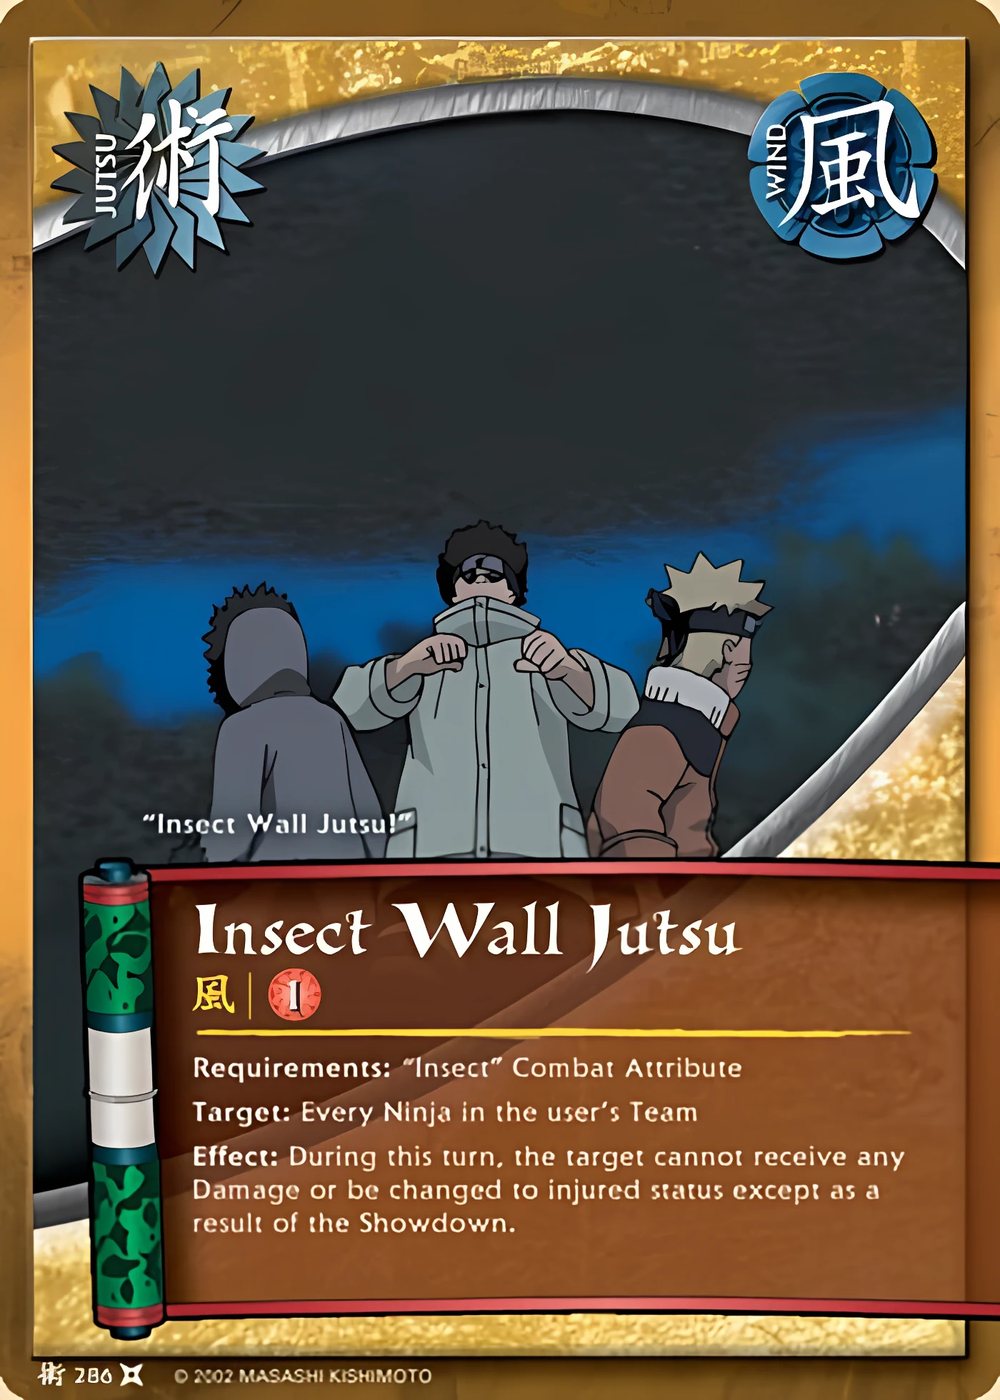 JUTSU 術
WIND 風
“Insect Wall Jutsu!”
Insect Wall Jutsu
風 | 1
Requirements: “Insect” Combat Attribute
Target: Every Ninja in the user’s Team
Effect: During this turn, the target cannot receive any
Damage or be changed to injured status except as a
result of the Showdown.
術 286 © 2002 MASASHI KISHIMOTO